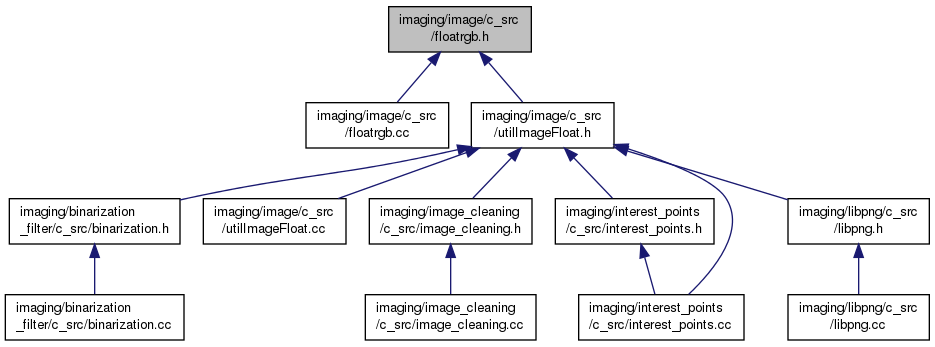 imaging/image/c_src
/floatrgb.h
imaging/image/c_src
/floatrgb.cc
imaging/image/c_src
/utilImageFloat.h
imaging/binarization
_filter/c_src/binarization.h
imaging/image/c_src
/utilImageFloat.cc
imaging/image_cleaning
/c_src/image_cleaning.h
imaging/interest_points
/c_src/interest_points.h
imaging/libpng/c_src
/libpng.h
imaging/binarization
_filter/c_src/binarization.cc
imaging/image_cleaning
/c_src/image_cleaning.cc
imaging/interest_points
/c_src/interest_points.cc
imaging/libpng/c_src
/libpng.cc